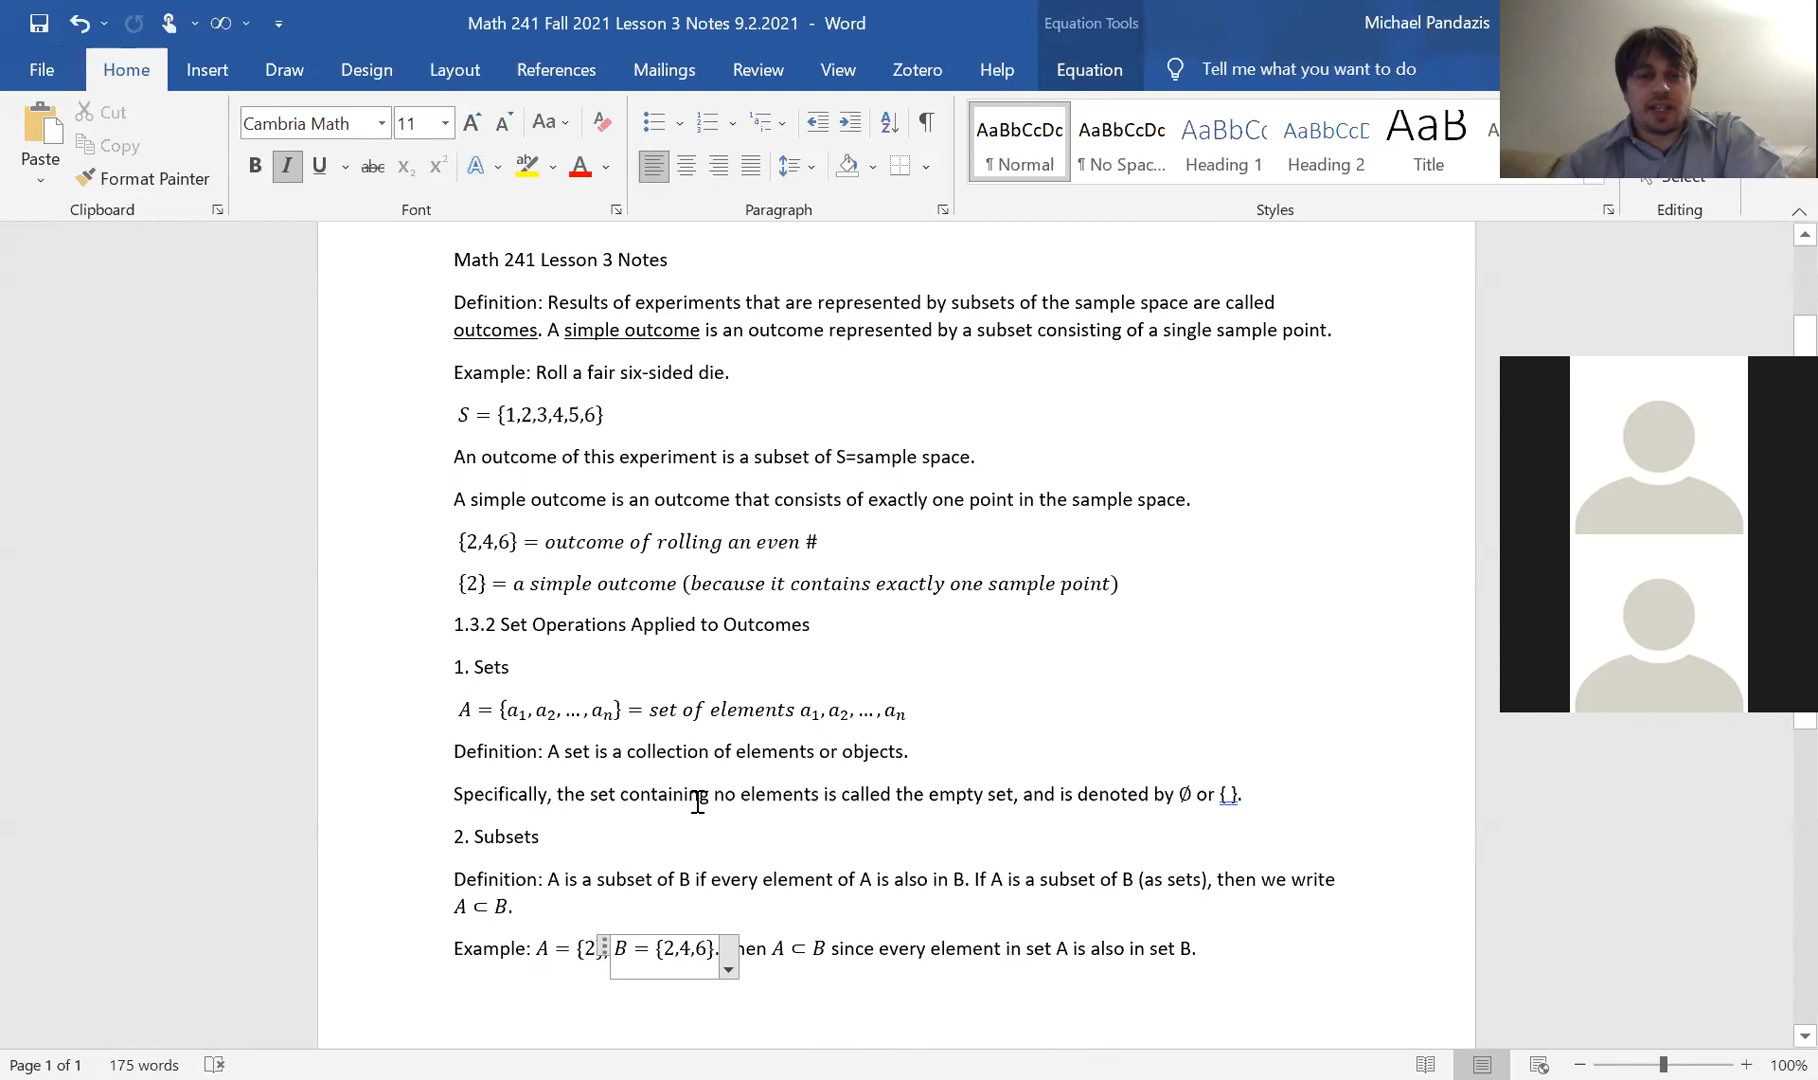 Math 241 Fall 2021 Lesson 3 Notes 9.2.2021 - Word
Equation Tools
Michael Pandazis
File Home Insert Draw Design Layout References Mailings Review View Zotero Help Equation Tell me what you want to do
Paste
Cut
Copy
Format Painter
Cambria Math 11
AaBbCcDc AaBbCcDc AaBbCc AaBbCcD AaB
¶ Normal ¶ No Spac... Heading 1 Heading 2 Title
Clipboard Font Paragraph Styles Editing
Math 241 Lesson 3 Notes
Definition: Results of experiments that are represented by subsets of the sample space are called
outcomes. A simple outcome is an outcome represented by a subset consisting of a single sample point.
Example: Roll a fair six-sided die.
S = {1,2,3,4,5,6}
An outcome of this experiment is a subset of S=sample space.
A simple outcome is an outcome that consists of exactly one point in the sample space.
{2,4,6} = outcome of rolling an even #
{2} = a simple outcome (because it contains exactly one sample point)
1.3.2 Set Operations Applied to Outcomes
1. Sets
A = {a₁, a₂, …, aₙ} = set of elements a₁, a₂, …, aₙ
Definition: A set is a collection of elements or objects.
Specifically, the set containing no elements is called the empty set, and is denoted by ∅ or { }.
2. Subsets
Definition: A is a subset of B if every element of A is also in B. If A is a subset of B (as sets), then we write
A ⊂ B.
Example: A = {2}, B = {2,4,6}. Then A ⊂ B since every element in set A is also in set B.
Page 1 of 1 175 words
100%